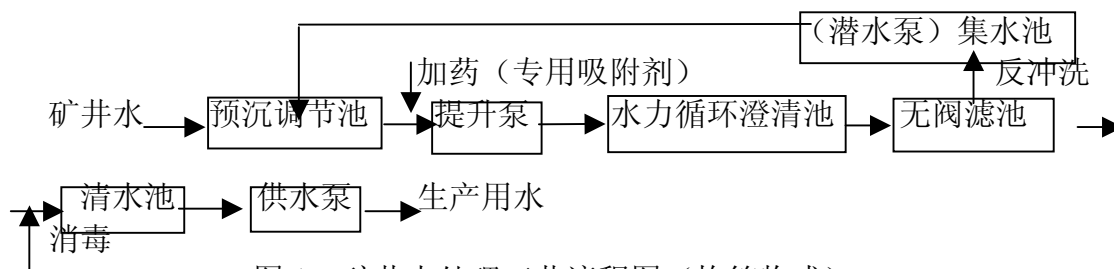 (潜水泵)集水池
加药(专用吸附剂) 反冲洗
矿井水 预沉调节池 提升泵 水力循环澄清池 无阀滤池
清水池 供水泵 生产用水
消毒